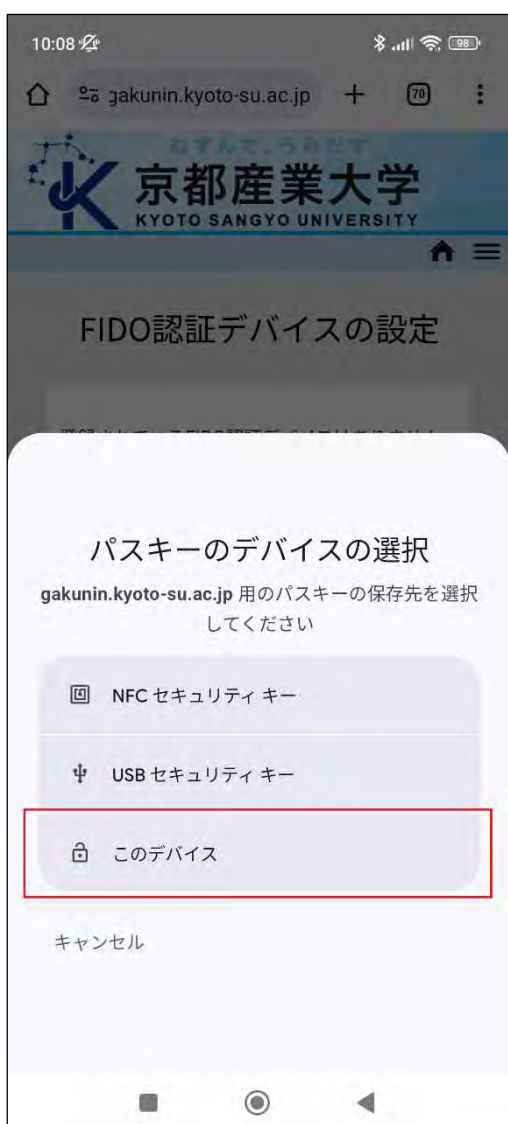 10:08
98
gakunin.kyoto-su.ac.jp
70
むすんで、うみだす
京都産業大学
KYOTO SANGYO UNIVERSITY
FIDO認証デバイスの設定
パスキーのデバイスの選択
gakunin.kyoto-su.ac.jp 用のパスキーの保存先を選択
してください
NFC セキュリティ キー
USB セキュリティ キー
このデバイス
キャンセル